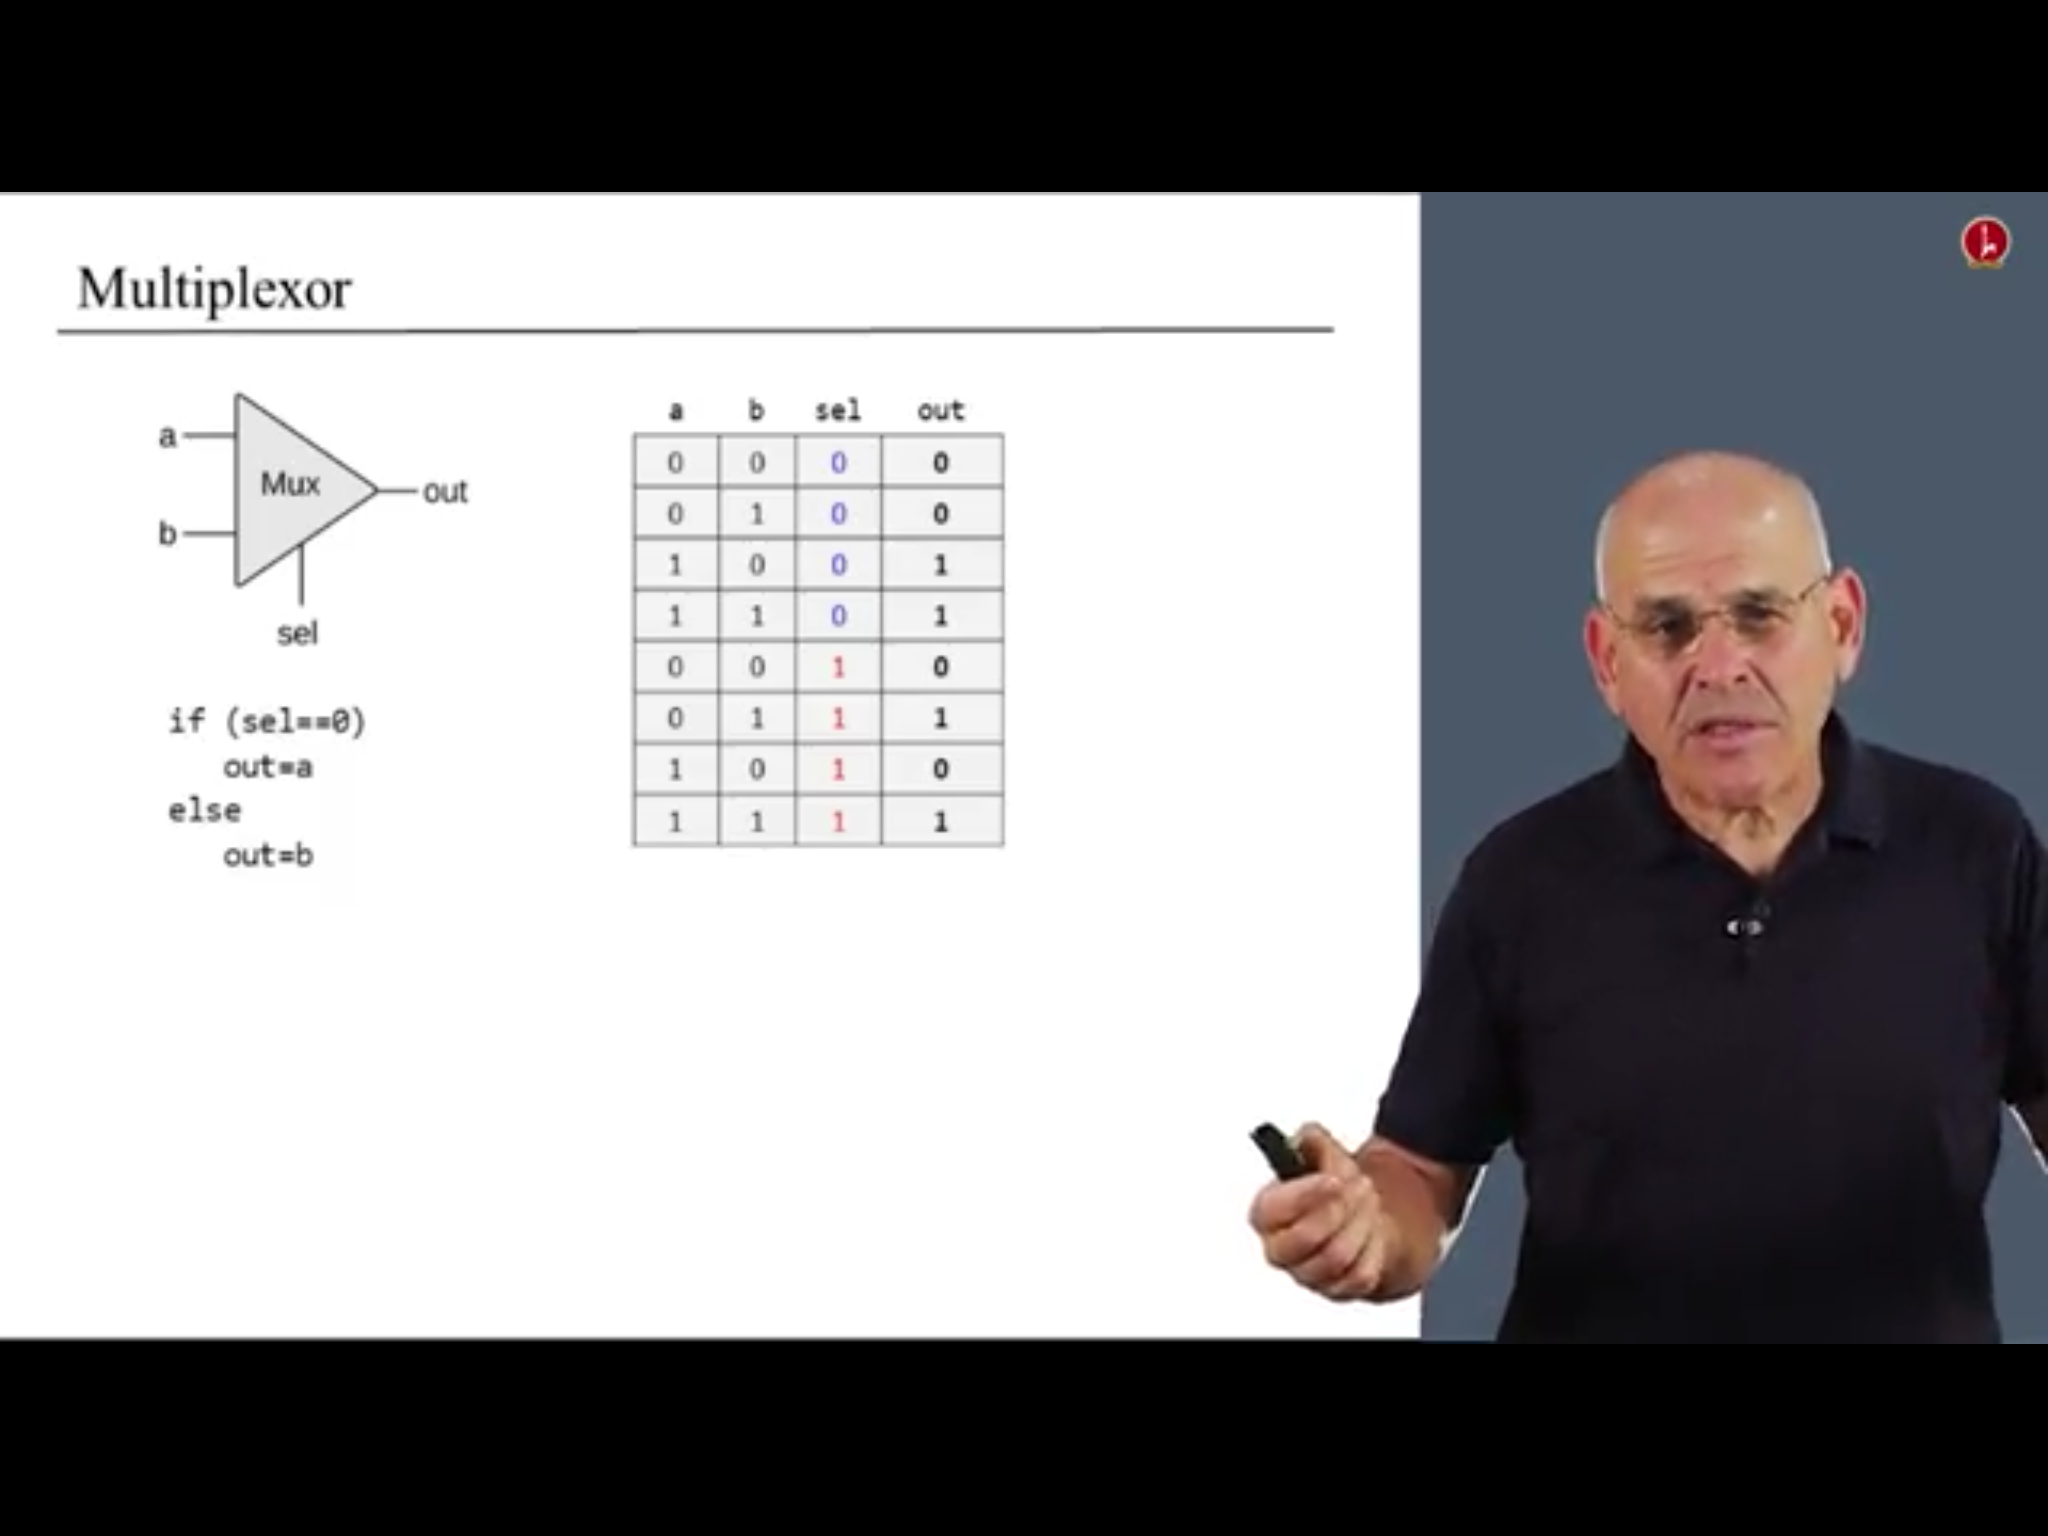 Multiplexor
a
b
Mux
out
sel
if (sel==0)
out=a
else
out=b
a b sel out
0 0 0 0
0 1 0 0
1 0 0 1
1 1 0 1
0 0 1 0
0 1 1 1
1 0 1 0
1 1 1 1